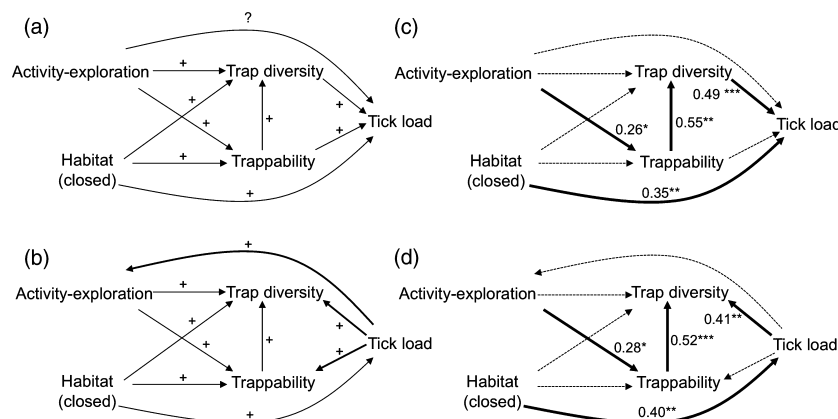 (a)
?
Activity-exploration
+
Trap diversity
+
+
+
+
Tick load
+
Habitat
(closed)
+
Trappability
+
(c)
Activity-exploration
Trap diversity
0.49 ***
0.26*
0.55**
Tick load
Habitat
(closed)
Trappability
0.35**
(b)
+
Activity-exploration
+
Trap diversity
+
+
+
+
Tick load
+
Habitat
(closed)
+
Trappability
+
(d)
Activity-exploration
Trap diversity
0.41**
0.28*
0.52***
Tick load
Habitat
(closed)
Trappability
0.40**